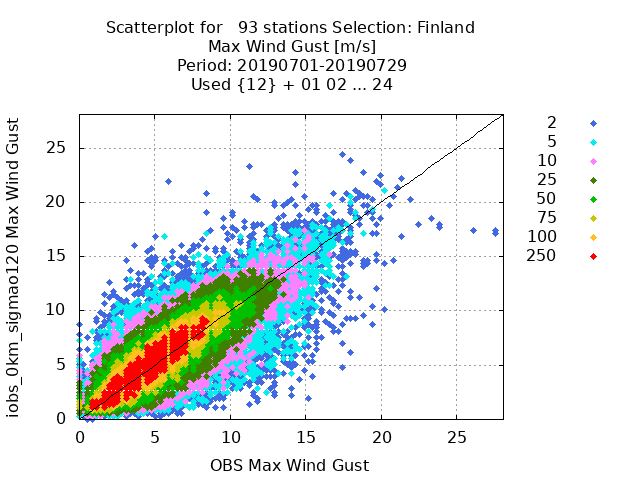 Scatterplot for   93 stations Selection: Finland
Max Wind Gust [m/s]
Period: 20190701-20190729
Used {12} + 01 02 ... 24
iobs_0km_sigmao120 Max Wind Gust
25
20
15
10
5
0
0 5 10 15 20 25
OBS Max Wind Gust
2
5
10
25
50
75
100
250